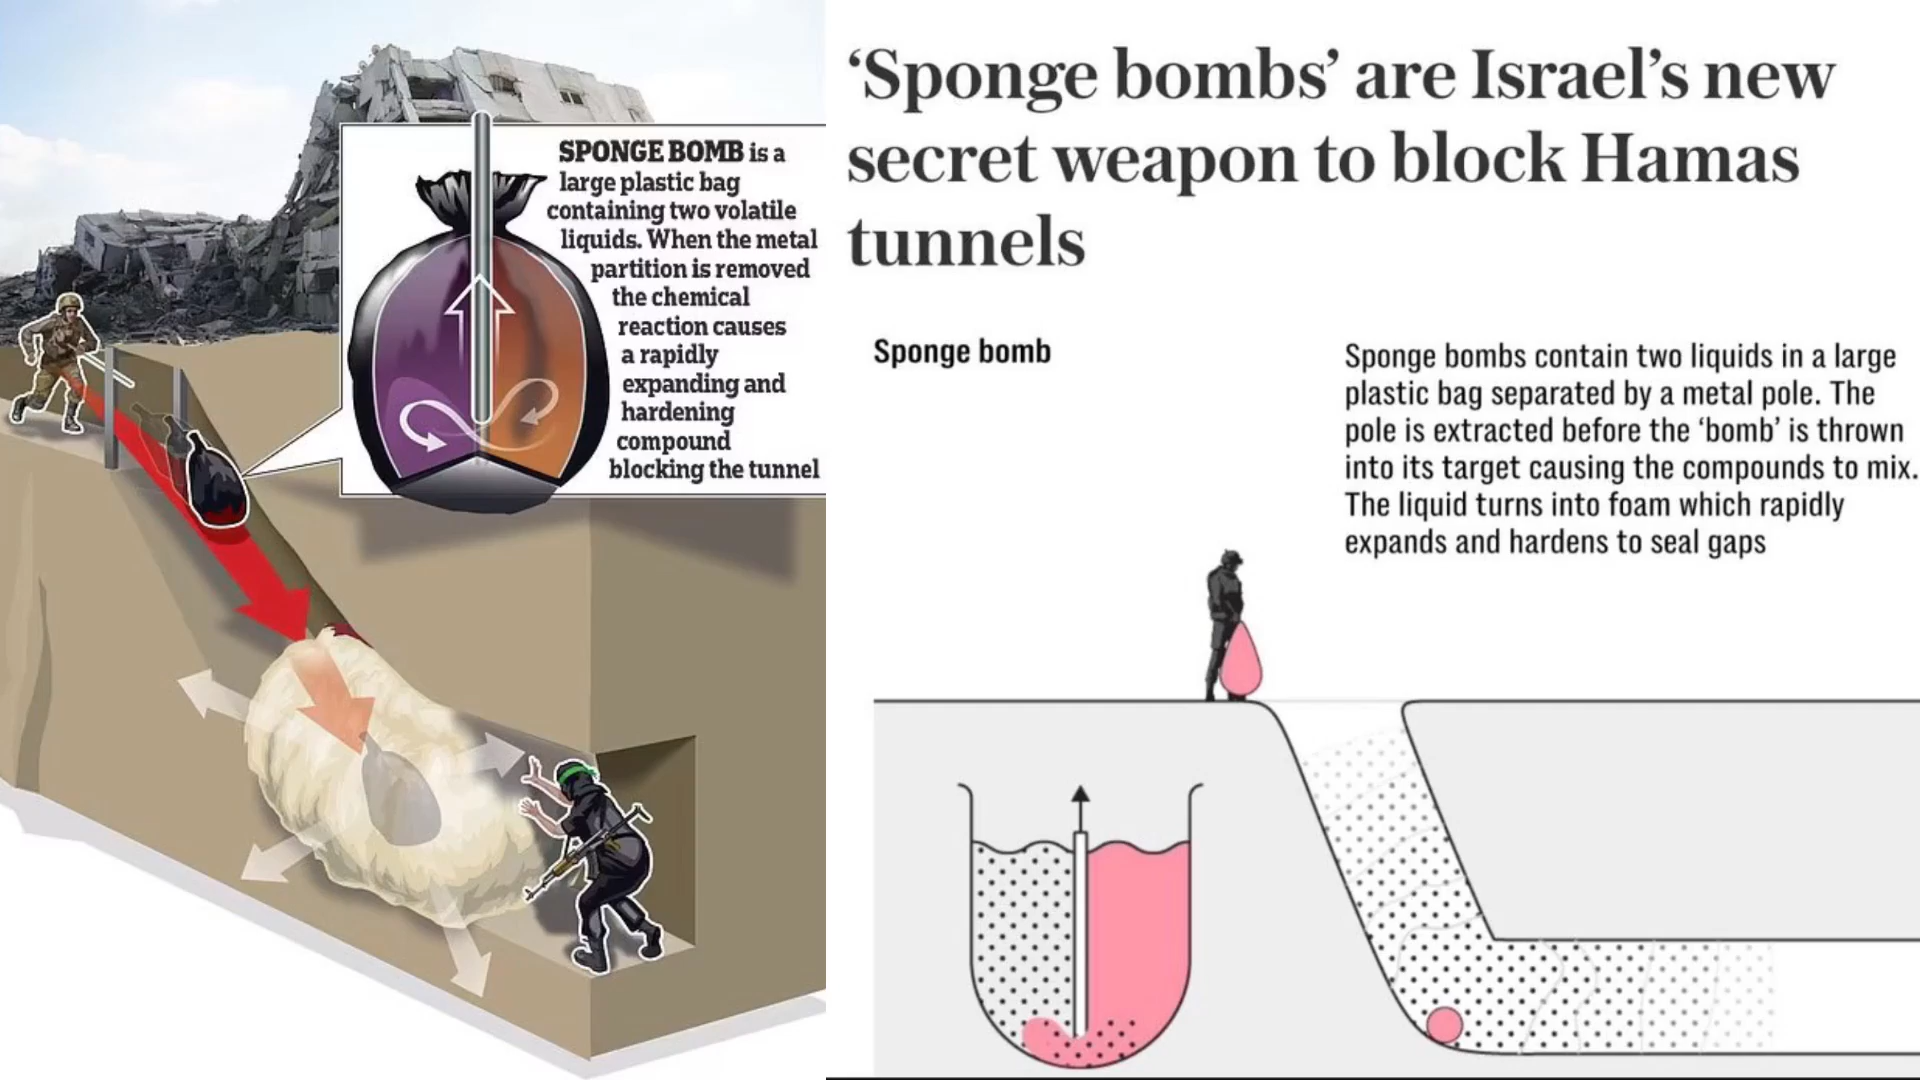 SPONGE BOMB is a
large plastic bag
containing two volatile
liquids. When the metal
partition is removed
the chemical
reaction causes
a rapidly
expanding and
hardening
compound
blocking the tunnel
‘Sponge bombs’ are Israel’s new
secret weapon to block Hamas
tunnels
Sponge bomb
Sponge bombs contain two liquids in a large
plastic bag separated by a metal pole. The
pole is extracted before the ‘bomb’ is thrown
into its target causing the compounds to mix.
The liquid turns into foam which rapidly
expands and hardens to seal gaps